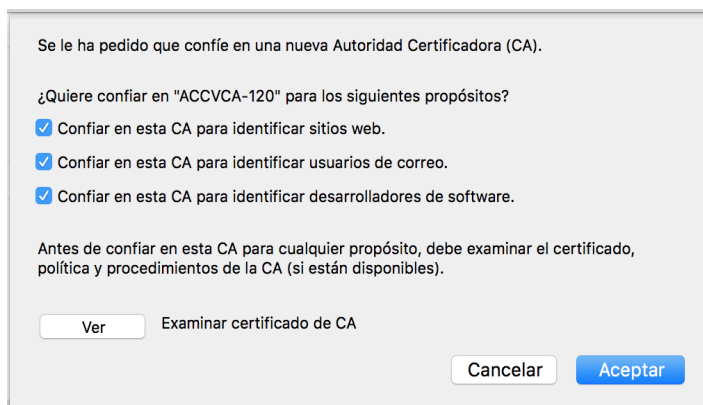 Se le ha pedido que confíe en una nueva Autoridad Certificadora (CA).
¿Quiere confiar en "ACCVCA-120" para los siguientes propósitos?
Confiar en esta CA para identificar sitios web.
Confiar en esta CA para identificar usuarios de correo.
Confiar en esta CA para identificar desarrolladores de software.
Antes de confiar en esta CA para cualquier propósito, debe examinar el certificado,
política y procedimientos de la CA (si están disponibles).
Ver Examinar certificado de CA
Cancelar Aceptar